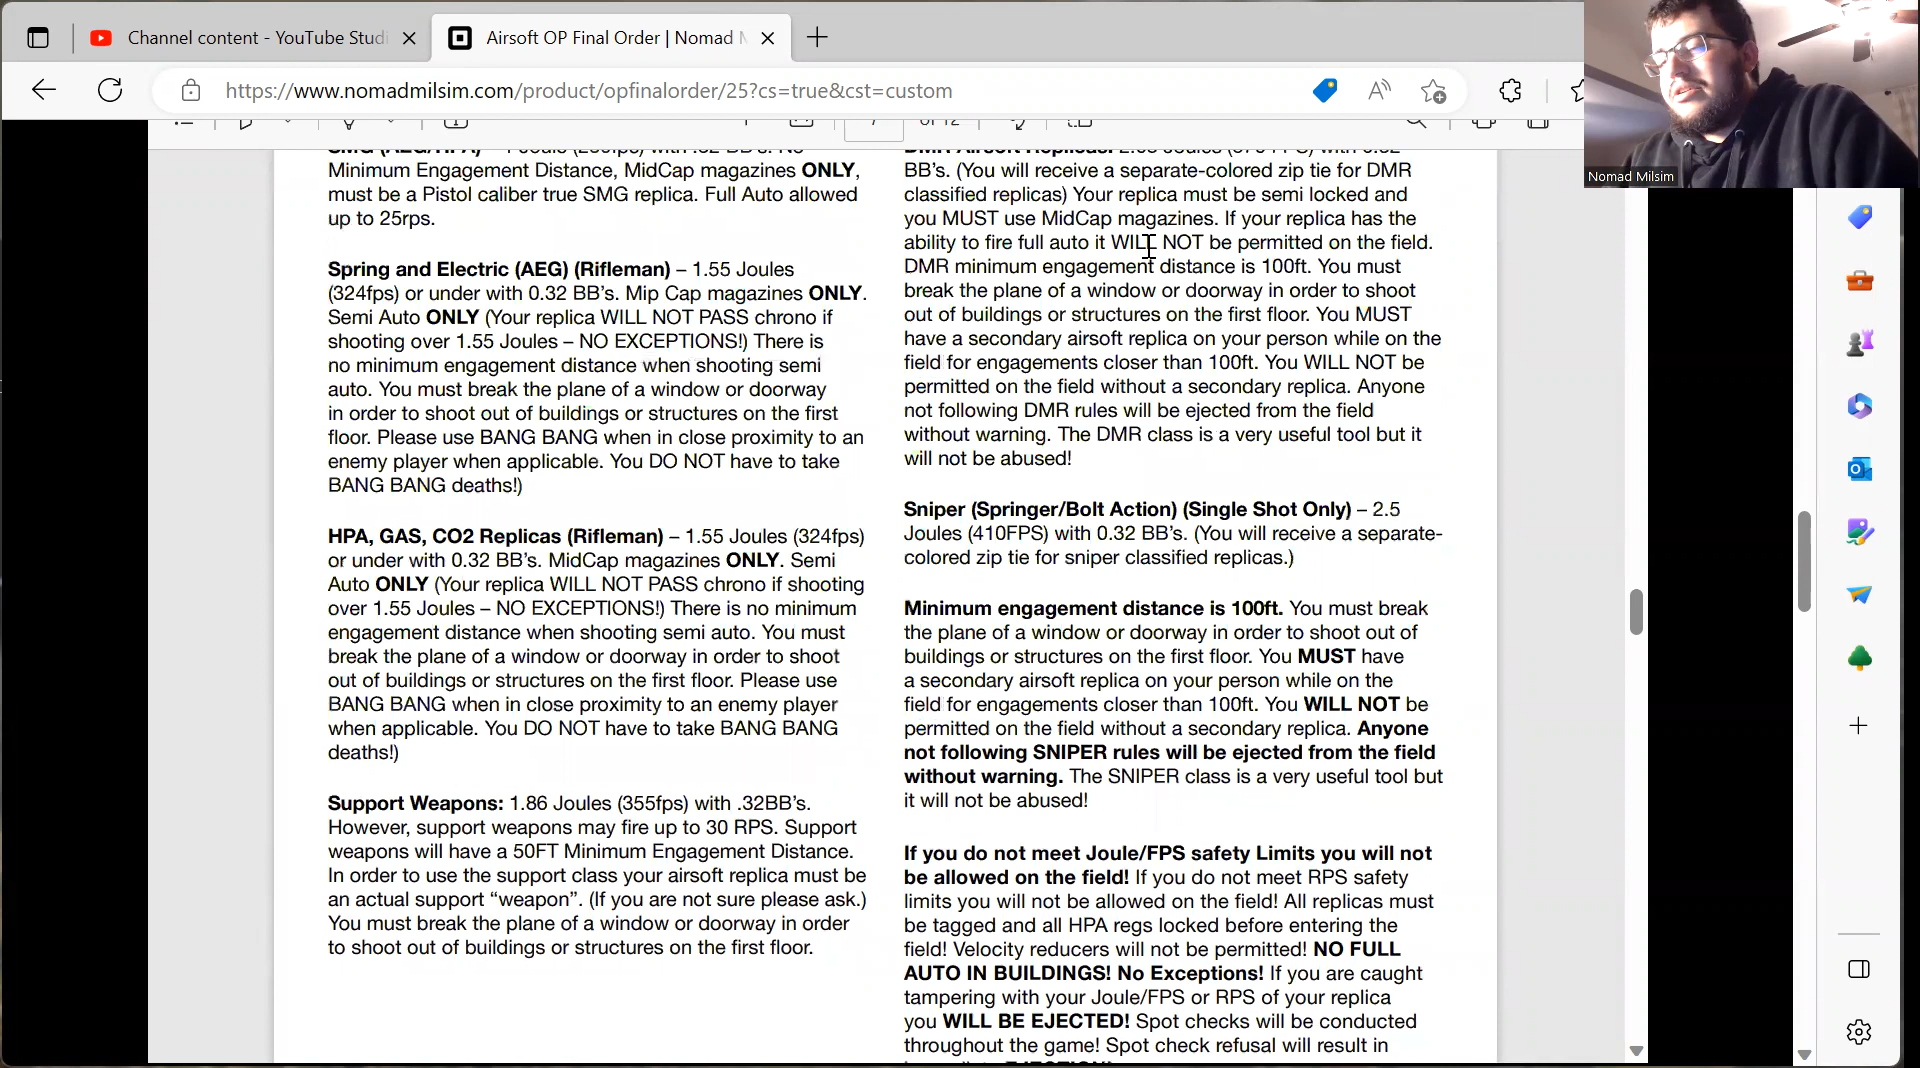 Channel content - YouTube Studi
Airsoft OP Final Order | Nomad M
https://www.nomadmilsim.com/product/opfinalorder/25?cs=true&cst=custom
Nomad Milsim
of 12
Minimum Engagement Distance, MidCap magazines ONLY,
must be a Pistol caliber true SMG replica. Full Auto allowed
up to 25rps.
Spring and Electric (AEG) (Rifleman) – 1.55 Joules
(324fps) or under with 0.32 BB's. Mip Cap magazines ONLY.
Semi Auto ONLY (Your replica WILL NOT PASS chrono if
shooting over 1.55 Joules – NO EXCEPTIONS!) There is
no minimum engagement distance when shooting semi
auto. You must break the plane of a window or doorway
in order to shoot out of buildings or structures on the first
floor. Please use BANG BANG when in close proximity to an
enemy player when applicable. You DO NOT have to take
BANG BANG deaths!)
HPA, GAS, CO2 Replicas (Rifleman) – 1.55 Joules (324fps)
or under with 0.32 BB's. MidCap magazines ONLY. Semi
Auto ONLY (Your replica WILL NOT PASS chrono if shooting
over 1.55 Joules – NO EXCEPTIONS!) There is no minimum
engagement distance when shooting semi auto. You must
break the plane of a window or doorway in order to shoot
out of buildings or structures on the first floor. Please use
BANG BANG when in close proximity to an enemy player
when applicable. You DO NOT have to take BANG BANG
deaths!)
Support Weapons: 1.86 Joules (355fps) with .32BB's.
However, support weapons may fire up to 30 RPS. Support
weapons will have a 50FT Minimum Engagement Distance.
In order to use the support class your airsoft replica must be
an actual support “weapon”. (If you are not sure please ask.)
You must break the plane of a window or doorway in order
to shoot out of buildings or structures on the first floor.
BB's. (You will receive a separate-colored zip tie for DMR
classified replicas) Your replica must be semi locked and
you MUST use MidCap magazines. If your replica has the
ability to fire full auto it WILL NOT be permitted on the field.
DMR minimum engagement distance is 100ft. You must
break the plane of a window or doorway in order to shoot
out of buildings or structures on the first floor. You MUST
have a secondary airsoft replica on your person while on the
field for engagements closer than 100ft. You WILL NOT be
permitted on the field without a secondary replica. Anyone
not following DMR rules will be ejected from the field
without warning. The DMR class is a very useful tool but it
will not be abused!
Sniper (Springer/Bolt Action) (Single Shot Only) – 2.5
Joules (410FPS) with 0.32 BB's. (You will receive a separate-
colored zip tie for sniper classified replicas.)
Minimum engagement distance is 100ft. You must break
the plane of a window or doorway in order to shoot out of
buildings or structures on the first floor. You MUST have
a secondary airsoft replica on your person while on the
field for engagements closer than 100ft. You WILL NOT be
permitted on the field without a secondary replica. Anyone
not following SNIPER rules will be ejected from the field
without warning. The SNIPER class is a very useful tool but
it will not be abused!
If you do not meet Joule/FPS safety Limits you will not
be allowed on the field! If you do not meet RPS safety
limits you will not be allowed on the field! All replicas must
be tagged and all HPA regs locked before entering the
field! Velocity reducers will not be permitted! NO FULL
AUTO IN BUILDINGS! No Exceptions! If you are caught
tampering with your Joule/FPS or RPS of your replica
you WILL BE EJECTED! Spot checks will be conducted
throughout the game! Spot check refusal will result in